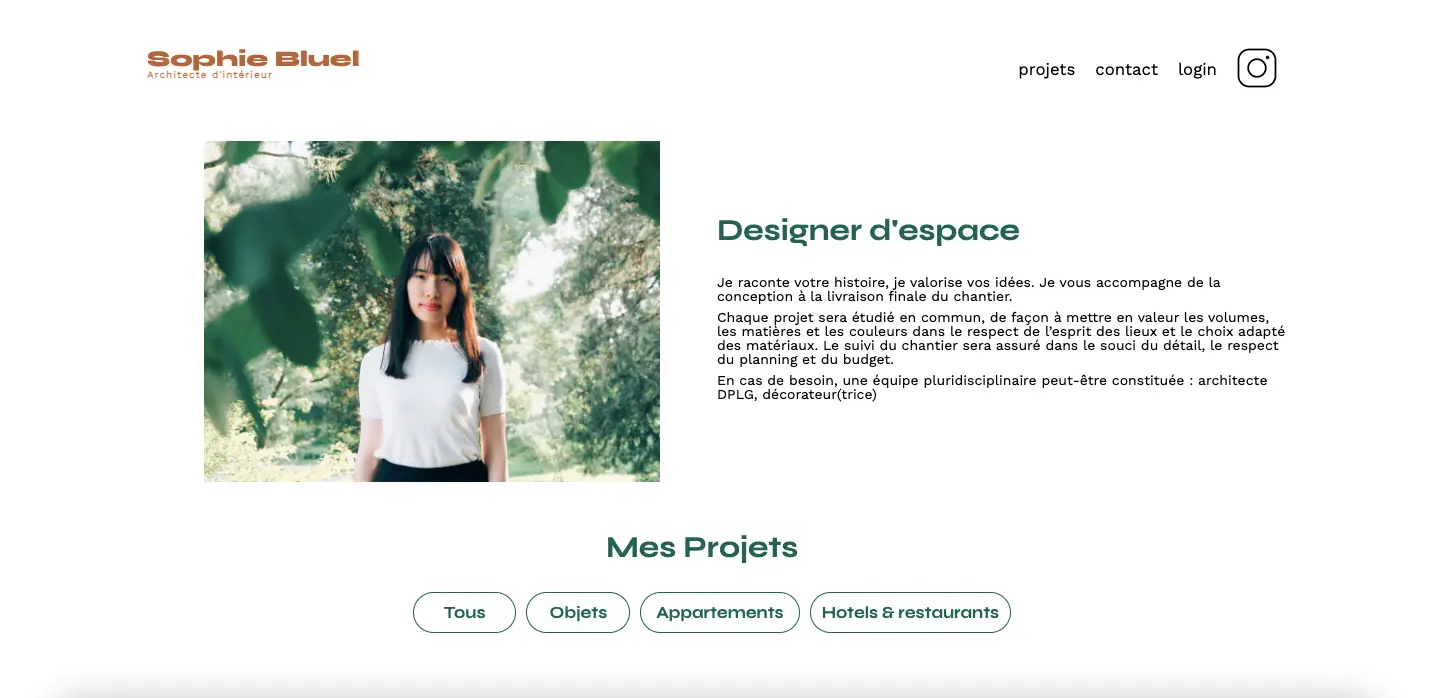 Sophie Bluel
Architecte d'intérieur
projets contact login
Designer d'espace
Je raconte votre histoire, je valorise vos idées. Je vous accompagne de la
conception à la livraison finale du chantier.
Chaque projet sera étudié en commun, de façon à mettre en valeur les volumes,
les matières et les couleurs dans le respect de l’esprit des lieux et le choix adapté
des matériaux. Le suivi du chantier sera assuré dans le souci du détail, le respect
du planning et du budget.
En cas de besoin, une équipe pluridisciplinaire peut-être constituée : architecte
DPLG, décorateur(trice)
Mes Projets
Tous Objets Appartements Hotels & restaurants